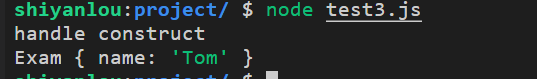 shiyanlou:project/ $ node test3.js
handle construct
Exam { name: 'Tom' }